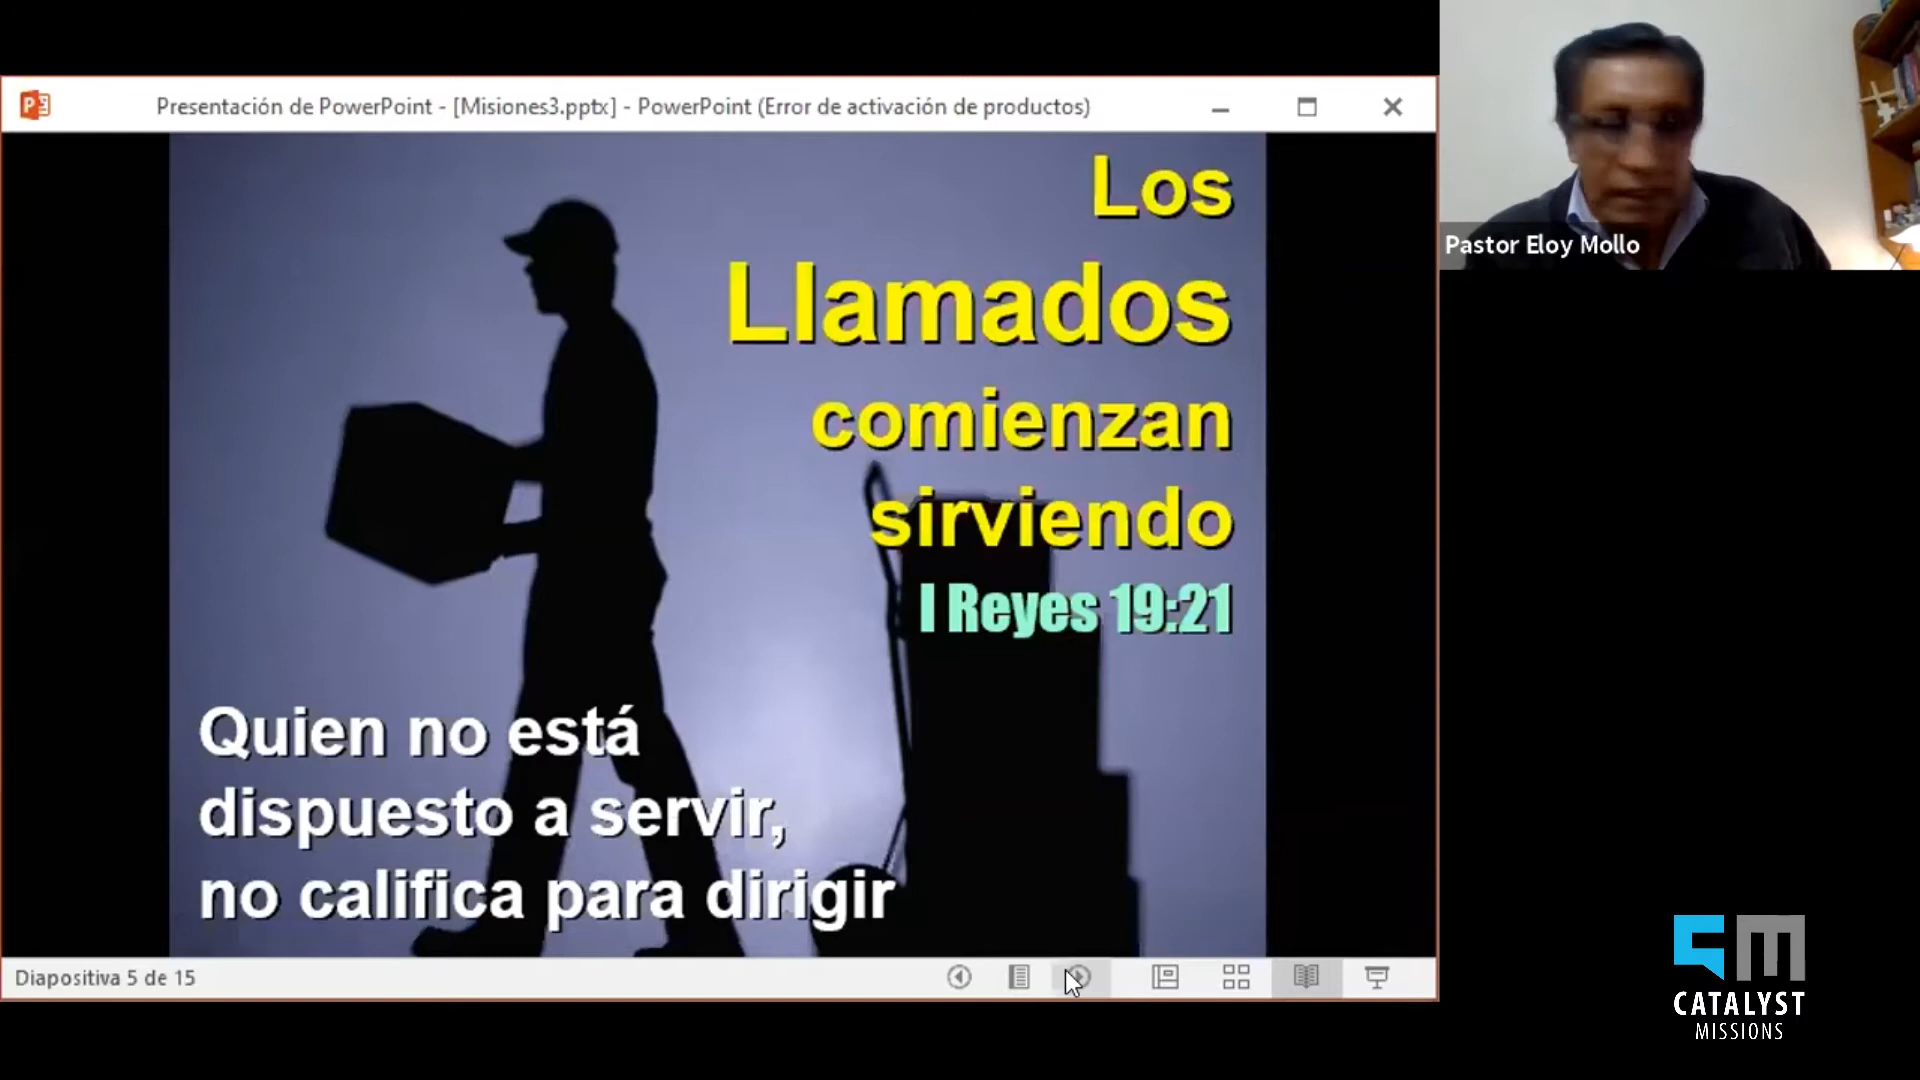 Presentación de PowerPoint - [Misiones3.pptx] - PowerPoint (Error de activación de productos)
Los
Llamados
comienzan
sirviendo
I Reyes 19:21
Quien no está
dispuesto a servir,
no califica para dirigir
Diapositiva 5 de 15
Pastor Eloy Mollo
CATALYST
MISSIONS